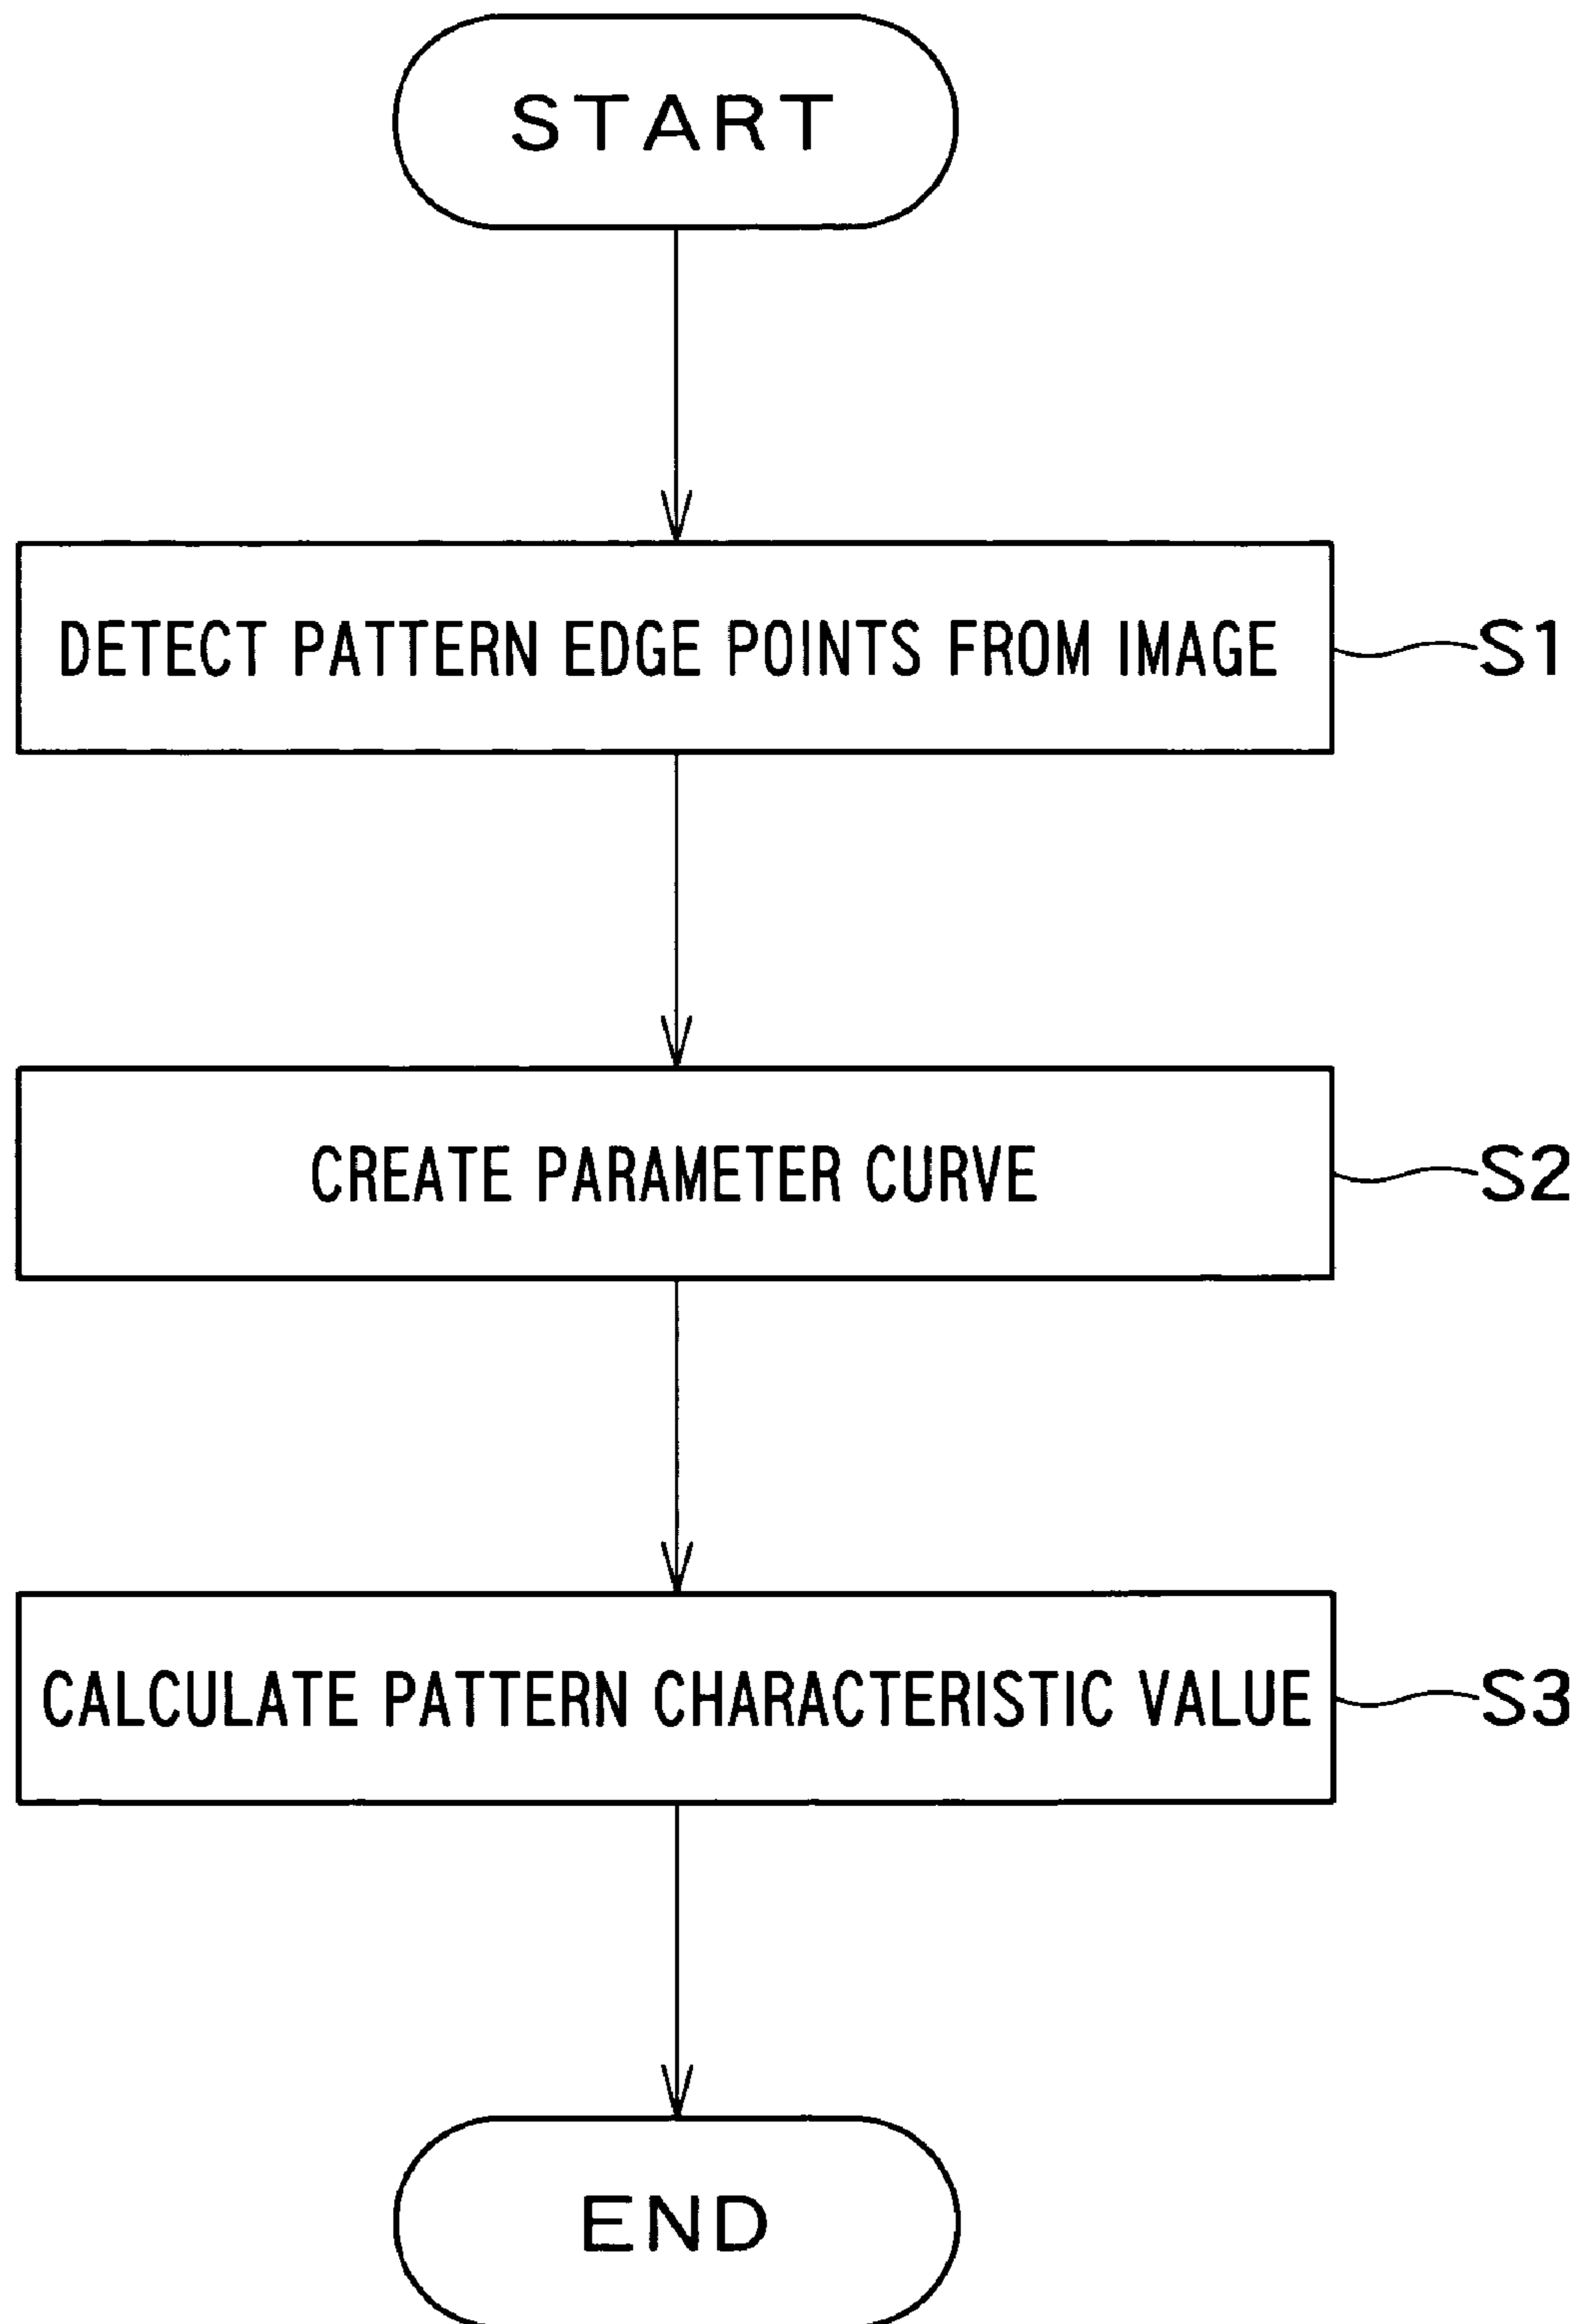 START
DETECT PATTERN EDGE POINTS FROM IMAGE
S1
CREATE PARAMETER CURVE
S2
CALCULATE PATTERN CHARACTERISTIC VALUE
S3
END